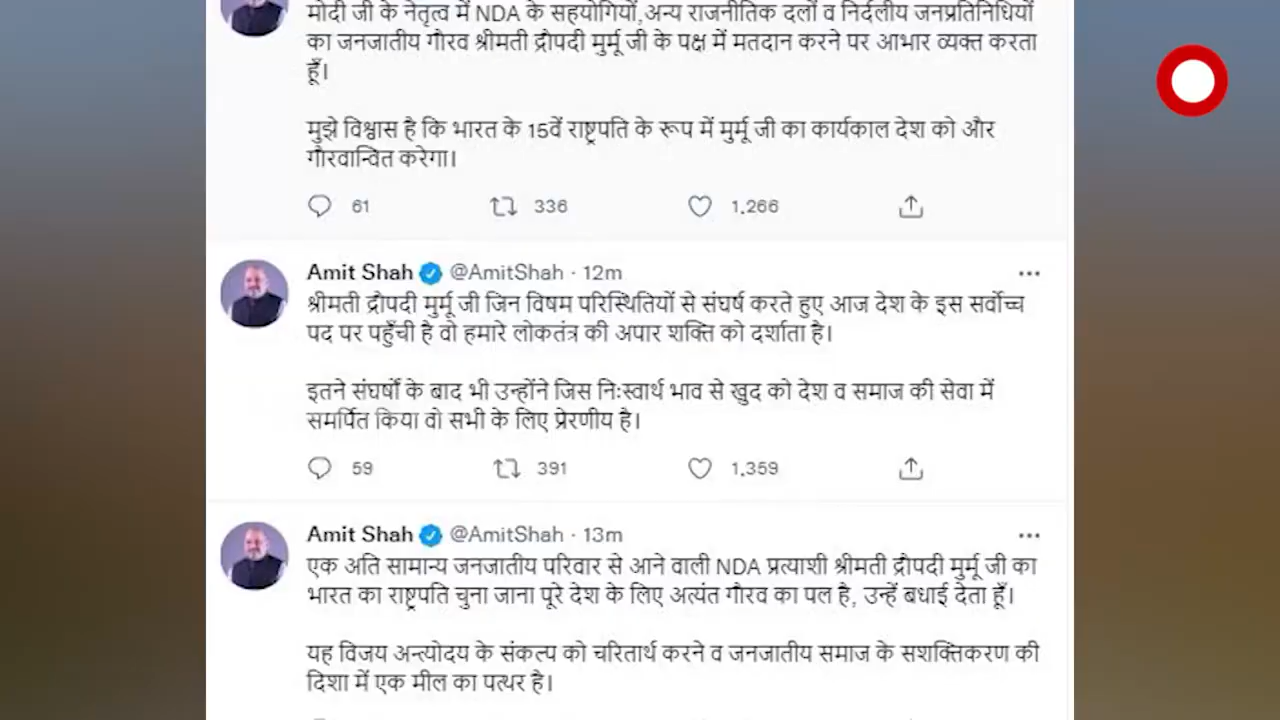 मोदी जी के नेतृत्व में NDA के सहयोगियों,अन्य राजनीतिक दलों व निर्दलीय जनप्रतिनिधियों
का जनजातीय गौरव श्रीमती द्रौपदी मुर्मू जी के पक्ष में मतदान करने पर आभार व्यक्त करता
हूँ।
मुझे विश्वास है कि भारत के 15वें राष्ट्रपति के रूप में मुर्मू जी का कार्यकाल देश को और
गौरवान्वित करेगा।
61 336 1,266
Amit Shah @AmitShah · 12m
श्रीमती द्रौपदी मुर्मू जी जिन विषम परिस्थितियों से संघर्ष करते हुए आज देश के इस सर्वोच्च
पद पर पहुँची है वो हमारे लोकतंत्र की अपार शक्ति को दर्शाता है।
इतने संघर्षों के बाद भी उन्होंने जिस निःस्वार्थ भाव से खुद को देश व समाज की सेवा में
समर्पित किया वो सभी के लिए प्रेरणीय है।
59 391 1,359
Amit Shah @AmitShah · 13m
एक अति सामान्य जनजातीय परिवार से आने वाली NDA प्रत्याशी श्रीमती द्रौपदी मुर्मू जी का
भारत का राष्ट्रपति चुना जाना पूरे देश के लिए अत्यंत गौरव का पल है, उन्हें बधाई देता हूँ।
यह विजय अन्त्योदय के संकल्प को चरितार्थ करने व जनजातीय समाज के सशक्तिकरण की
दिशा में एक मील का पत्थर है।